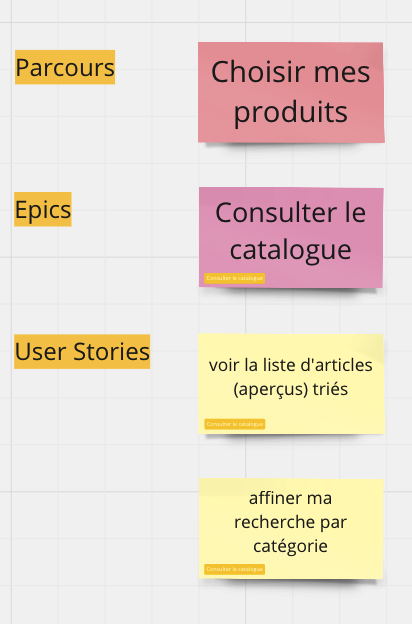 Parcours
Choisir mes
produits
Epics
Consulter le
catalogue
Consulter le catalogue
User Stories
voir la liste d'articles
(aperçus) triés
Consulter le catalogue
affiner ma
recherche par
catégorie
Consulter le catalogue